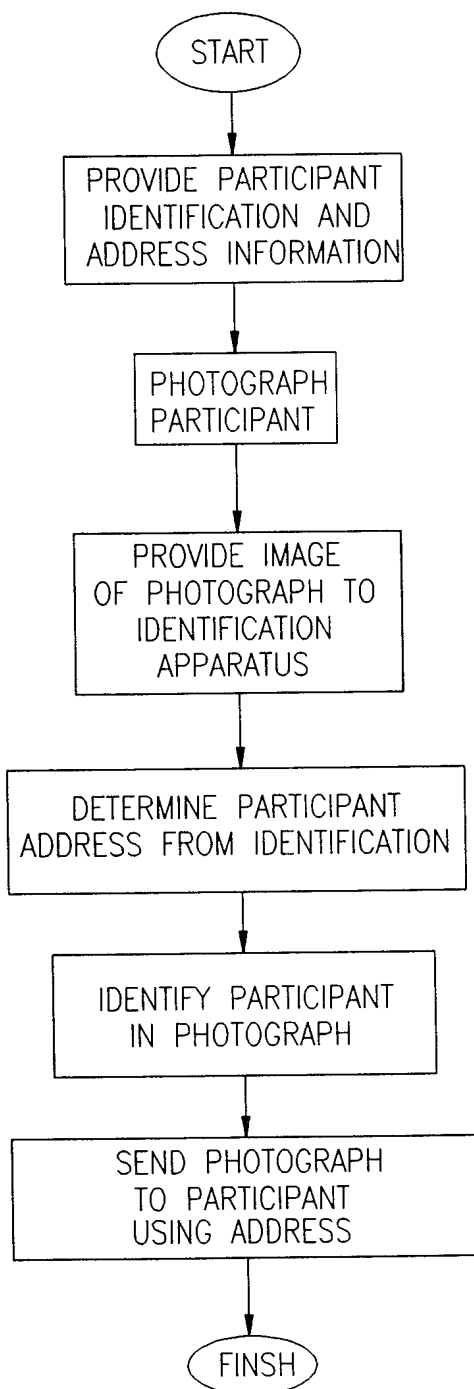 START
PROVIDE PARTICIPANT
IDENTIFICATION AND
ADDRESS INFORMATION
PHOTOGRAPH
PARTICIPANT
PROVIDE IMAGE
OF PHOTOGRAPH TO
IDENTIFICATION
APPARATUS
DETERMINE PARTICIPANT
ADDRESS FROM IDENTIFICATION
IDENTIFY PARTICIPANT
IN PHOTOGRAPH
SEND PHOTOGRAPH
TO PARTICIPANT
USING ADDRESS
FINSH